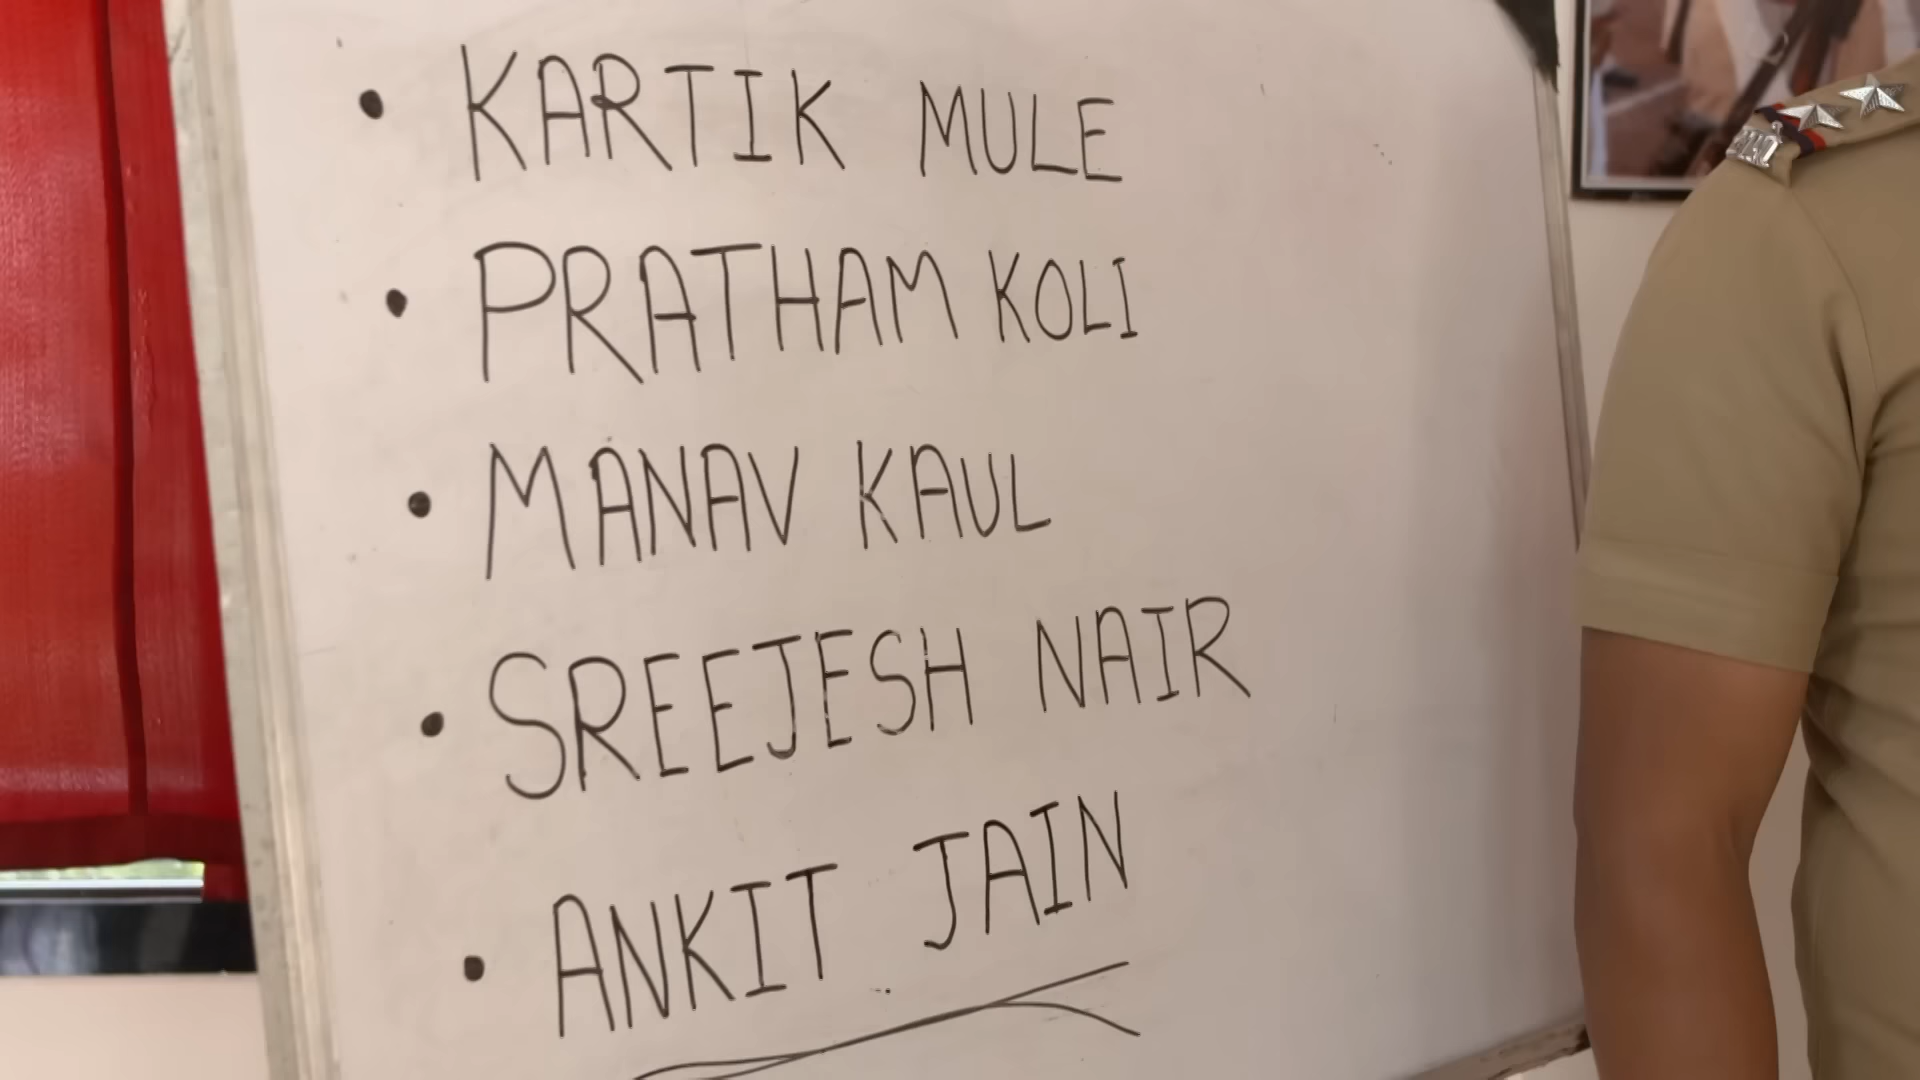 • KARTIK MULE
• PRATHAM KOLI
• MANAV KAUL
• SREEJESH NAIR
• ANKIT JAIN